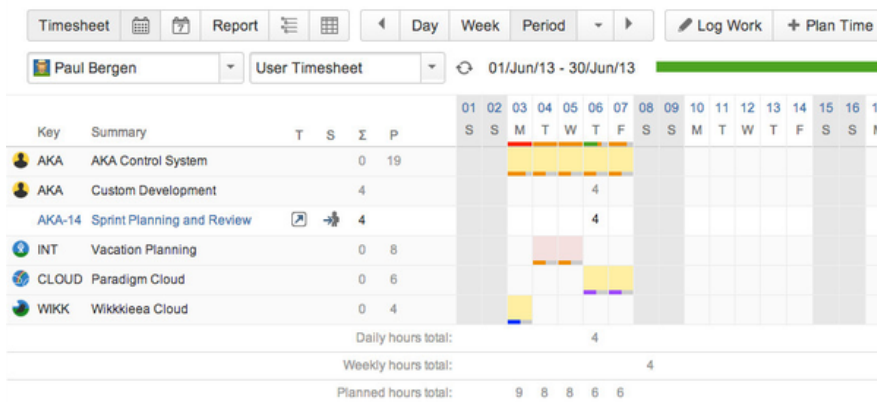 Timesheet 7 Report Day Week Period Log Work + Plan Time
Paul Bergen User Timesheet 01/Jun/13 - 30/Jun/13
01 02 03 04 05 06 07 08 09 10 11 12 13 14 15 16
Key Summary T S Σ P S S M T W T F S S M T W T F S S
AKA AKA Control System 0 19
AKA Custom Development 4 4
AKA-14 Sprint Planning and Review 4 4
INT Vacation Planning 0 8
CLOUD Paradigm Cloud 0 6
WIKK Wikkkieea Cloud 0 4
Daily hours total: 4
Weekly hours total: 4
Planned hours total: 9 8 8 6 6